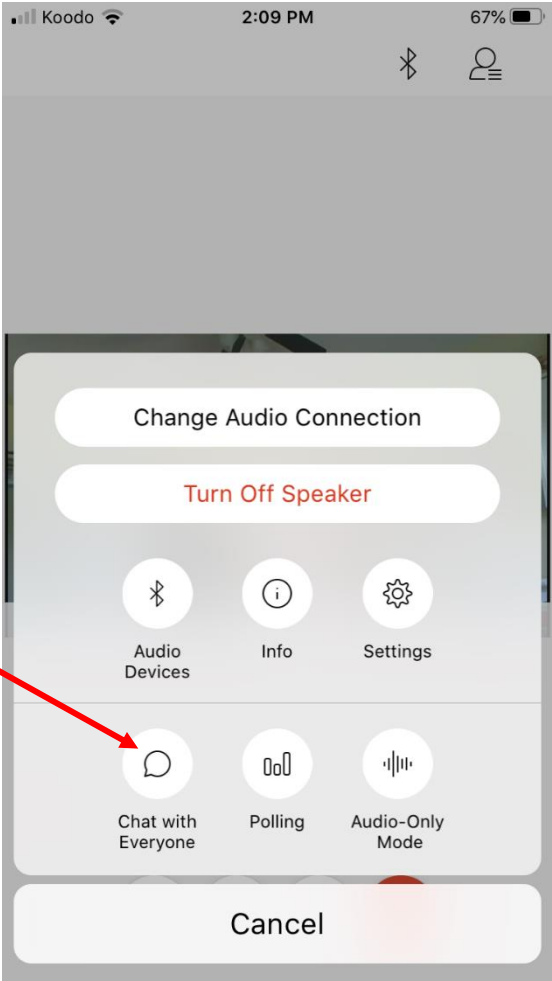 Koodo 2:09 PM 67%
Change Audio Connection
Turn Off Speaker
Audio
Devices
Info
Settings
Chat with
Everyone
Polling
Audio-Only
Mode
Cancel